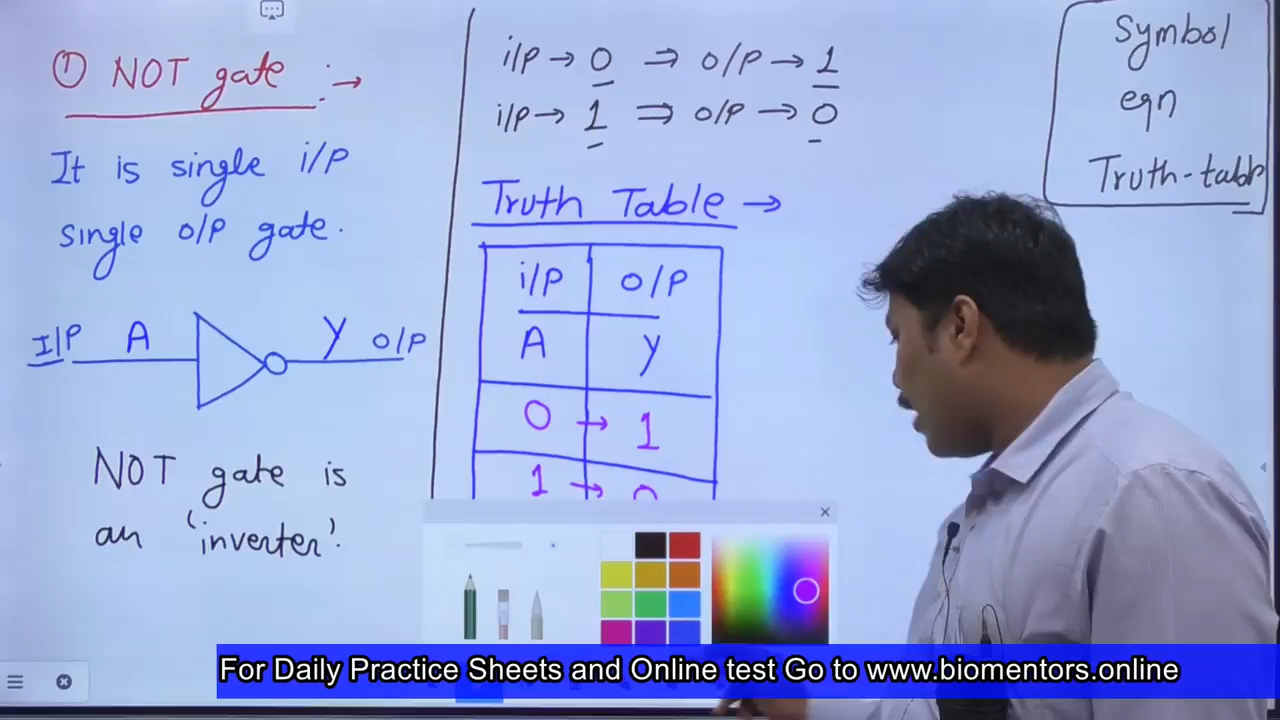 ① NOT gate :→
It is single i/p
single o/p gate.
I/P A Y O/P
NOT gate is
an 'inverter'.
i/p → 0 ⇒ o/p → 1
i/p → 1 ⇒ o/p → 0
Truth Table →
i/p o/p
A y
0 → 1
1 → 0
Symbol
eqn
Truth-table
For Daily Practice Sheets and Online test Go to www.biomentors.online